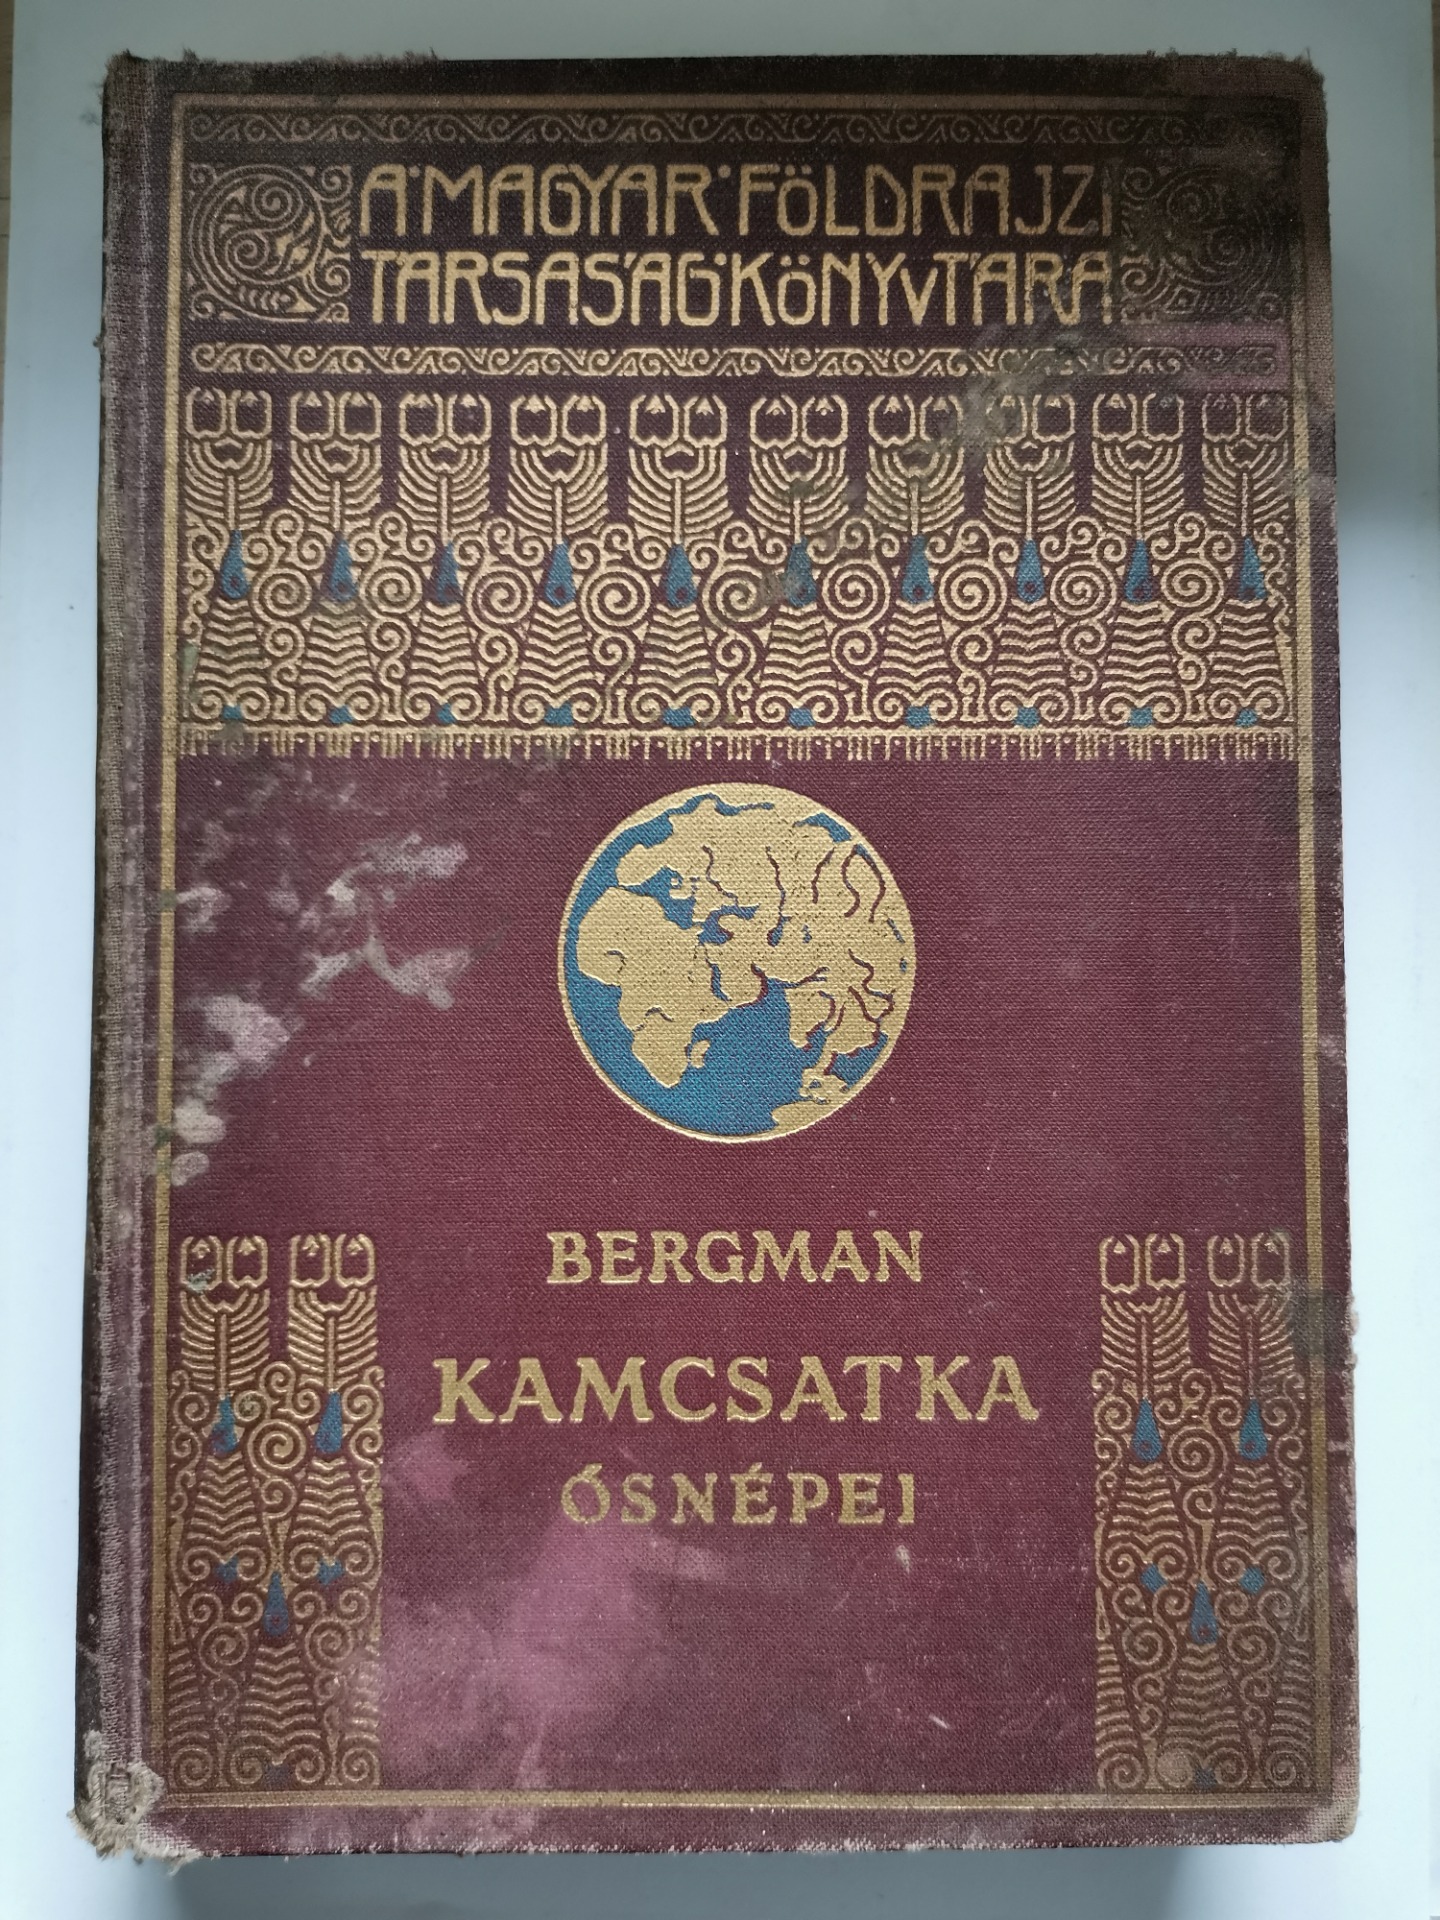 A·MAGYAR·FÖLDRAJZI
TÁRSASÁG·KÖNYVTÁRA
BERGMAN
KAMCSATKA
ŐSNÉPEI